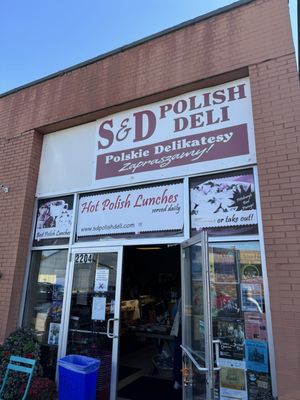 S&D POLISH
DELI
Polskie Delikatesy
Zapraszamy!
Hot Polish Lunches
served daily
www.sdpolishdeli.com
... or take out!
2204